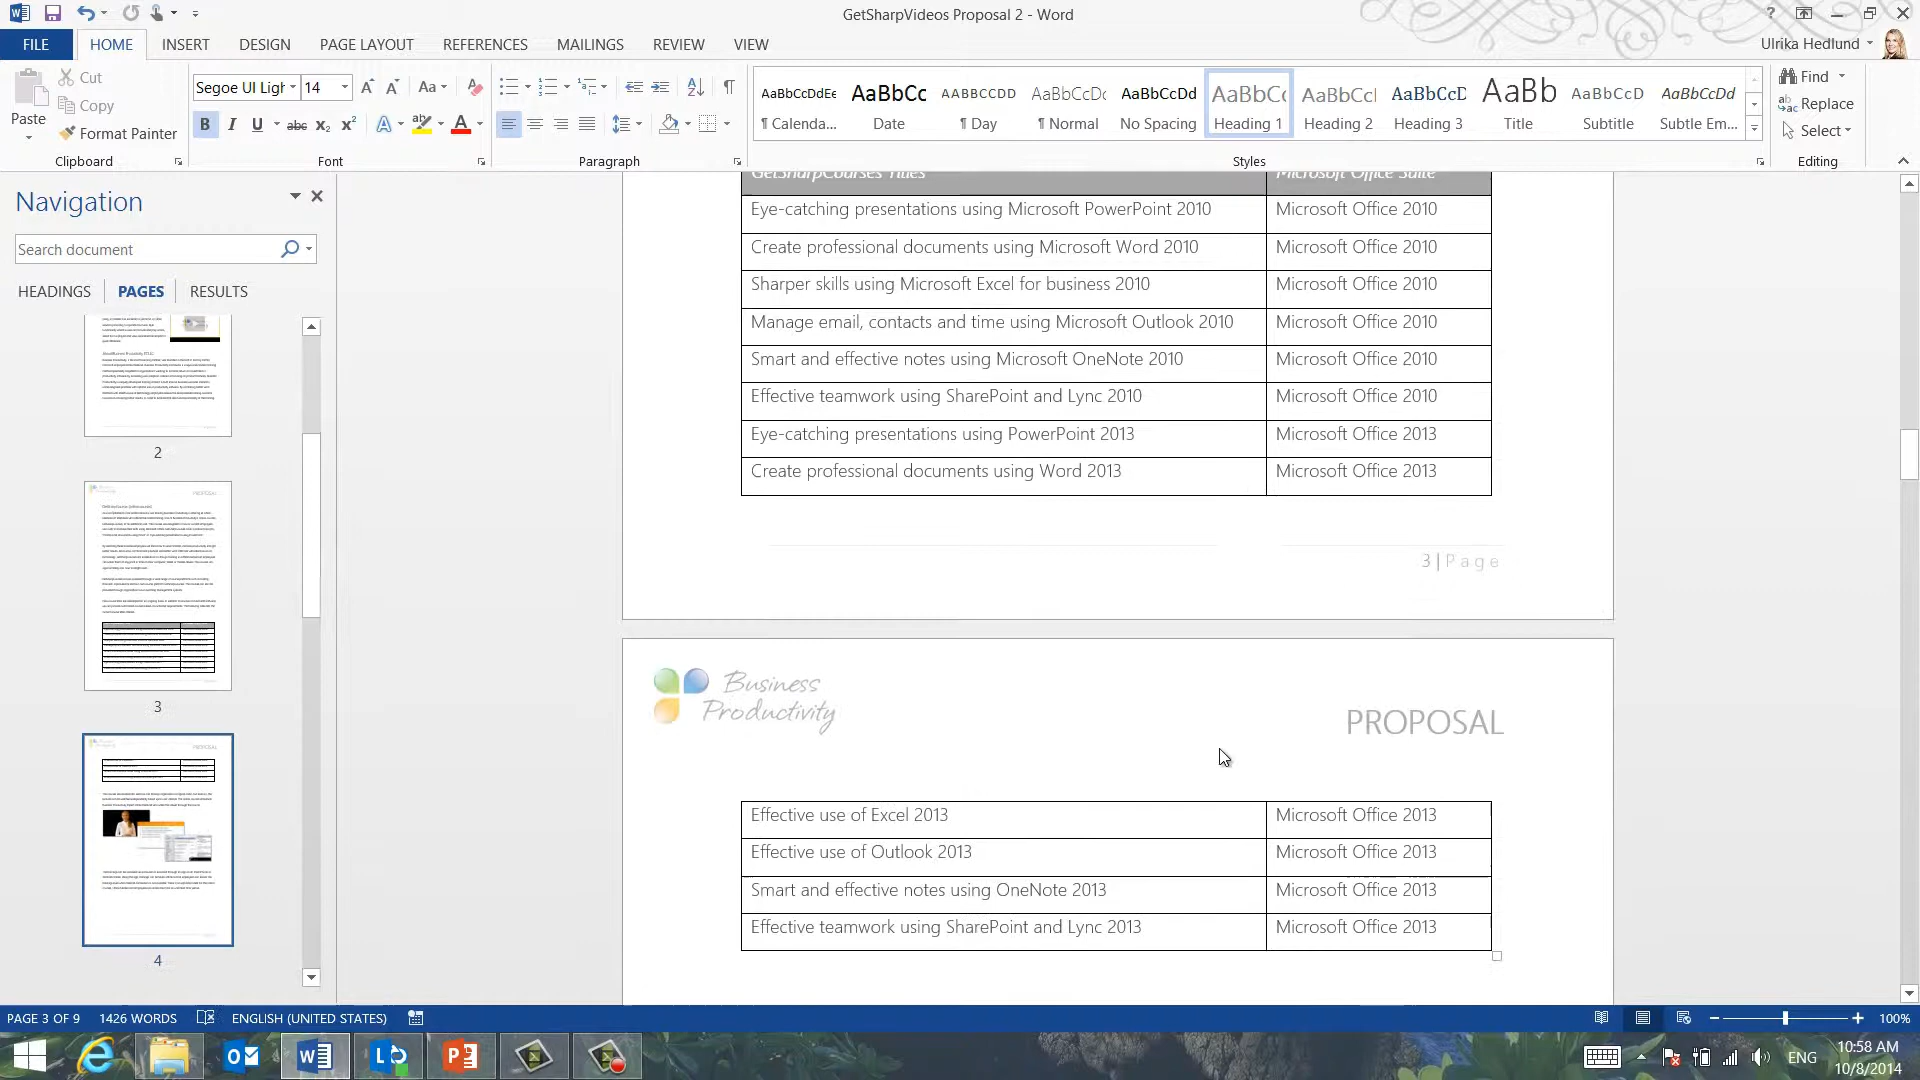 GetSharpVideos Proposal 2 - Word
?
FILE HOME INSERT DESIGN PAGE LAYOUT REFERENCES MAILINGS REVIEW VIEW
Ulrika Hedlund
Paste
Cut
Copy
Format Painter
Clipboard
Segoe UI Ligh 14
Font
Paragraph
AaBbCcDdEe AaBbCc AABBCCDD AaBbCcDc AaBbCcDd AaBbCc AaBbCcl AaBbCcD AaBb AaBbCcD AaBbCcDd
¶ Calenda... Date ¶ Day ¶ Normal No Spacing Heading 1 Heading 2 Heading 3 Title Subtitle Subtle Em...
Styles
Find
Replace
Select
Editing
Navigation
Search document
HEADINGS PAGES RESULTS
2
3
4
GetSharpCourses Titles Microsoft Office Suite
Eye-catching presentations using Microsoft PowerPoint 2010 Microsoft Office 2010
Create professional documents using Microsoft Word 2010 Microsoft Office 2010
Sharper skills using Microsoft Excel for business 2010 Microsoft Office 2010
Manage email, contacts and time using Microsoft Outlook 2010 Microsoft Office 2010
Smart and effective notes using Microsoft OneNote 2010 Microsoft Office 2010
Effective teamwork using SharePoint and Lync 2010 Microsoft Office 2010
Eye-catching presentations using PowerPoint 2013 Microsoft Office 2013
Create professional documents using Word 2013 Microsoft Office 2013
3 | Page
Business
Productivity
PROPOSAL
Effective use of Excel 2013 Microsoft Office 2013
Effective use of Outlook 2013 Microsoft Office 2013
Smart and effective notes using OneNote 2013 Microsoft Office 2013
Effective teamwork using SharePoint and Lync 2013 Microsoft Office 2013
PAGE 3 OF 9 1426 WORDS ENGLISH (UNITED STATES) 100%
ENG
10:58 AM
10/8/2014